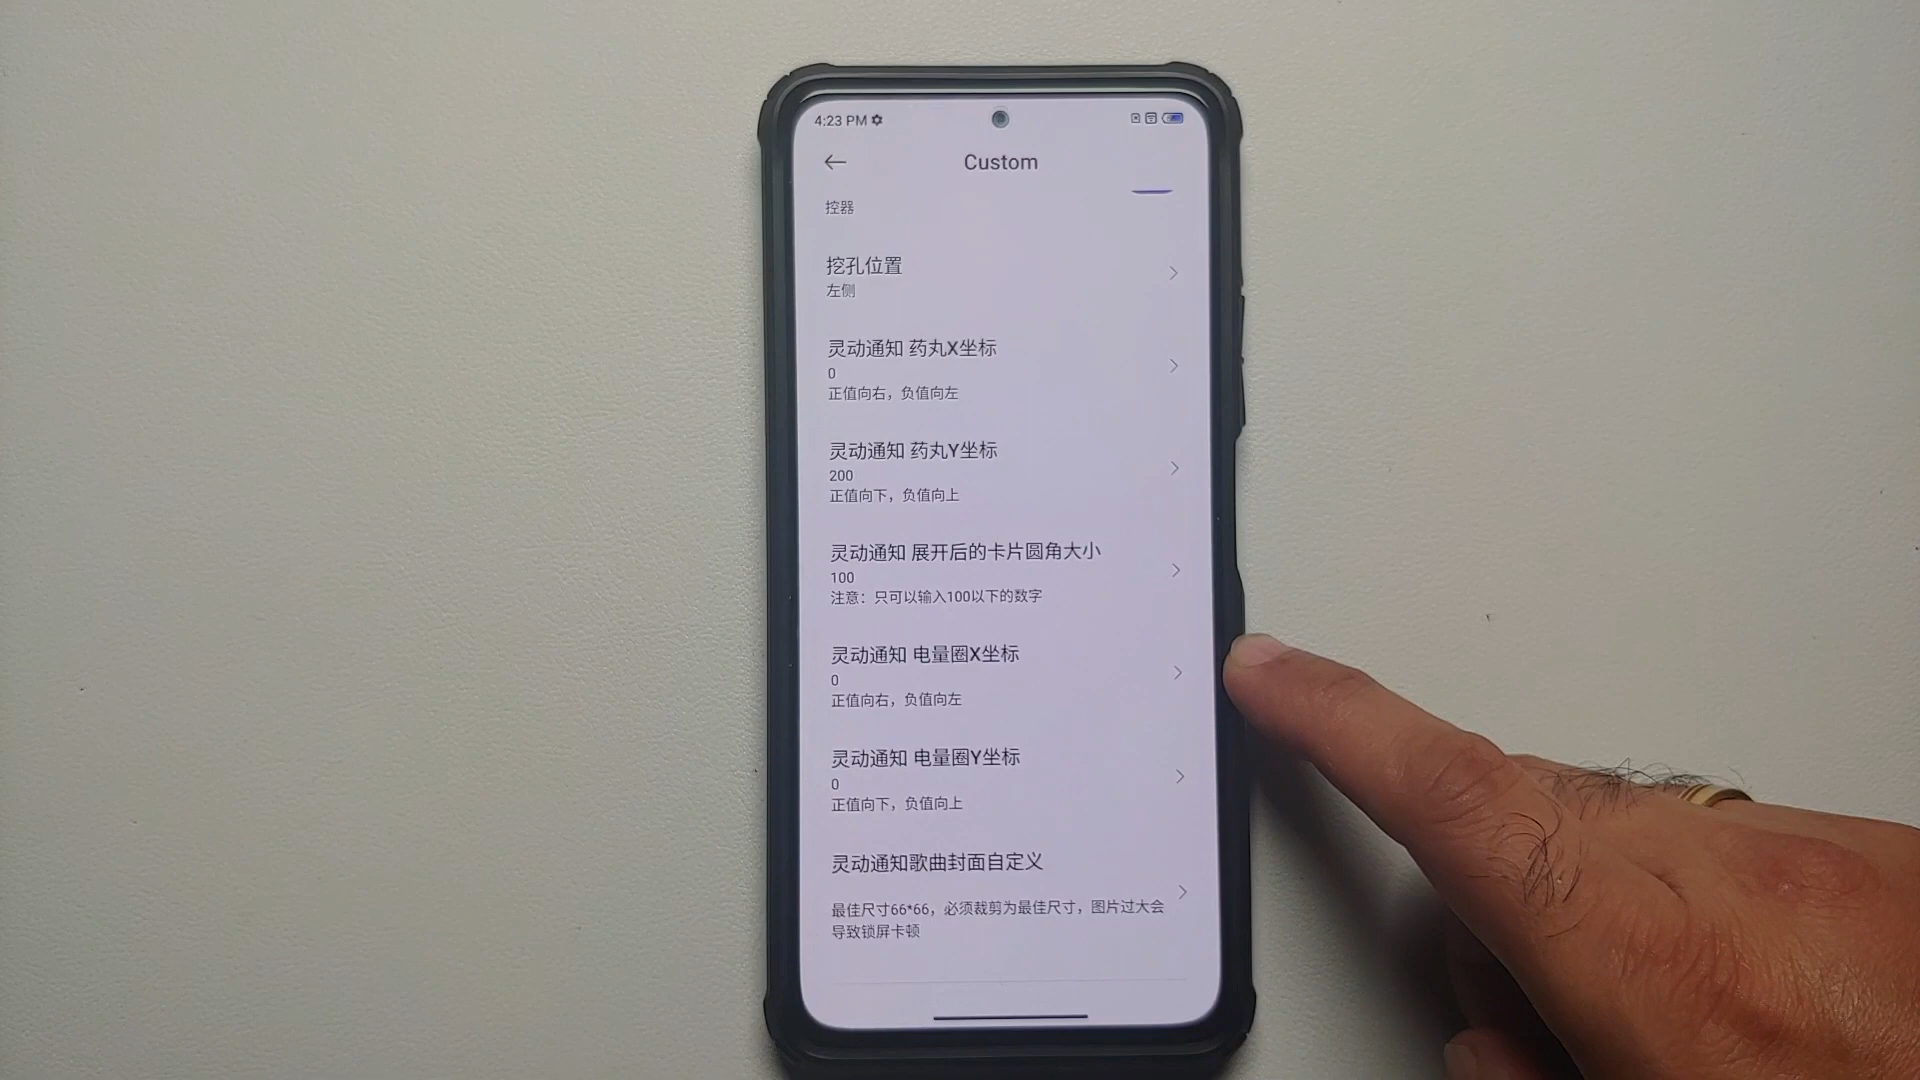 4:23 PM
Custom
控器
挖孔位置
左侧
灵动通知 药丸X坐标
0
正值向右，负值向左
灵动通知 药丸Y坐标
200
正值向下，负值向上
灵动通知 展开后的卡片圆角大小
100
注意：只可以输入100以下的数字
灵动通知 电量圈X坐标
0
正值向右，负值向左
灵动通知 电量圈Y坐标
0
正值向下，负值向上
灵动通知歌曲封面自定义
最佳尺寸66*66，必须裁剪为最佳尺寸，图片过大会
导致锁屏卡顿